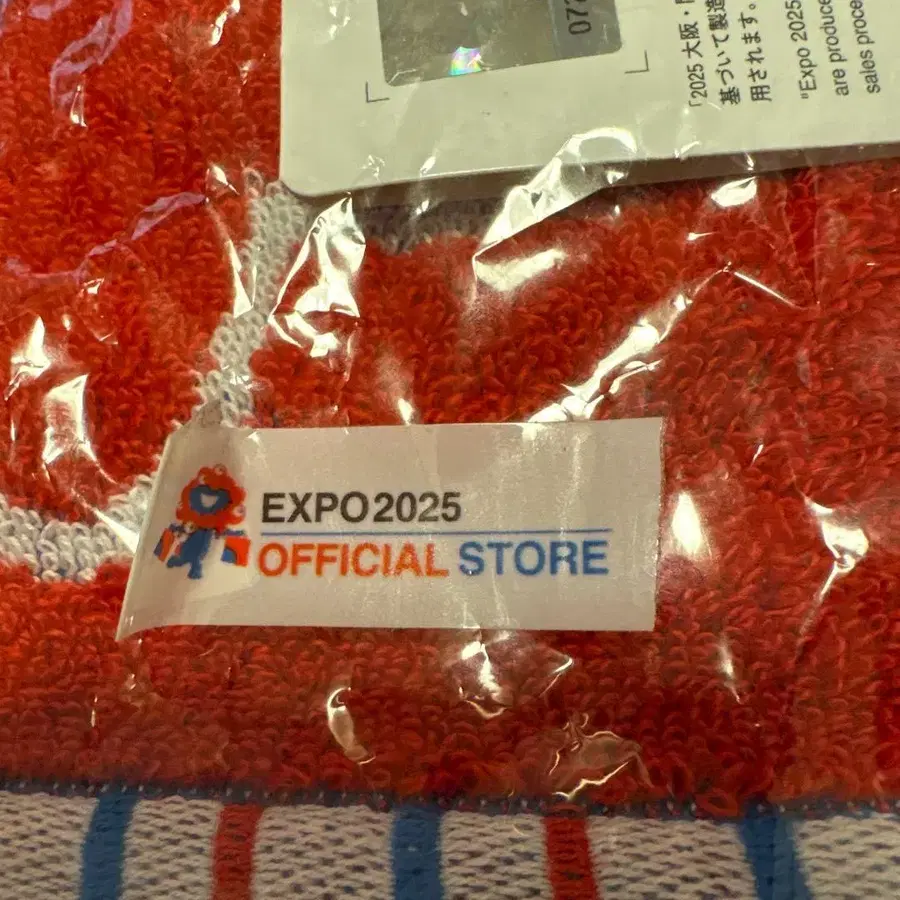 072
「2025 大阪・
基づいて製造
用されます。
"Expo 2025
are produce
sales proce
EXPO2025
OFFICIAL STORE